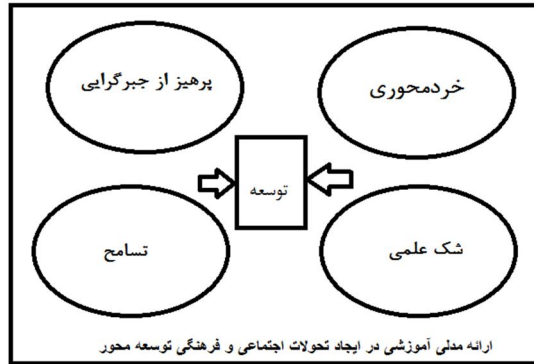 خردمحوری
پرهیز از جبرگرایی
توسعه
شک علمی
تسامح
ارائه مدلی آموزشی در ایجاد تحولات اجتماعی و فرهنگی توسعه محور